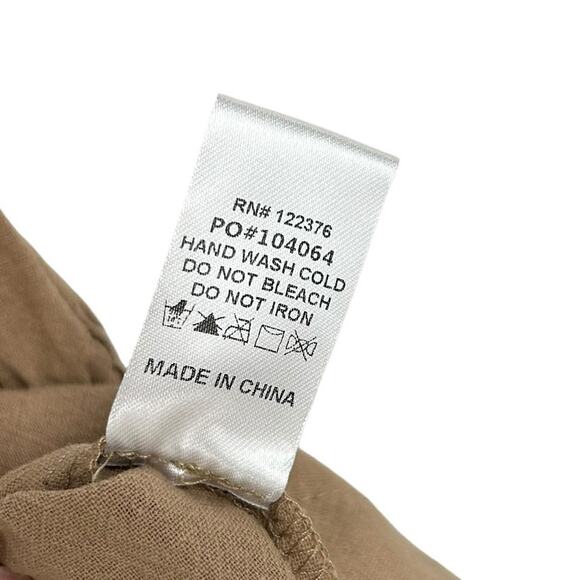 RN# 122376
PO#104064
HAND WASH COLD
DO NOT BLEACH
DO NOT IRON
MADE IN CHINA